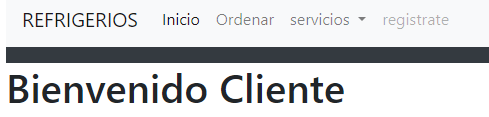 REFRIGERIOS Inicio Ordenar servicios registrate
Bienvenido Cliente